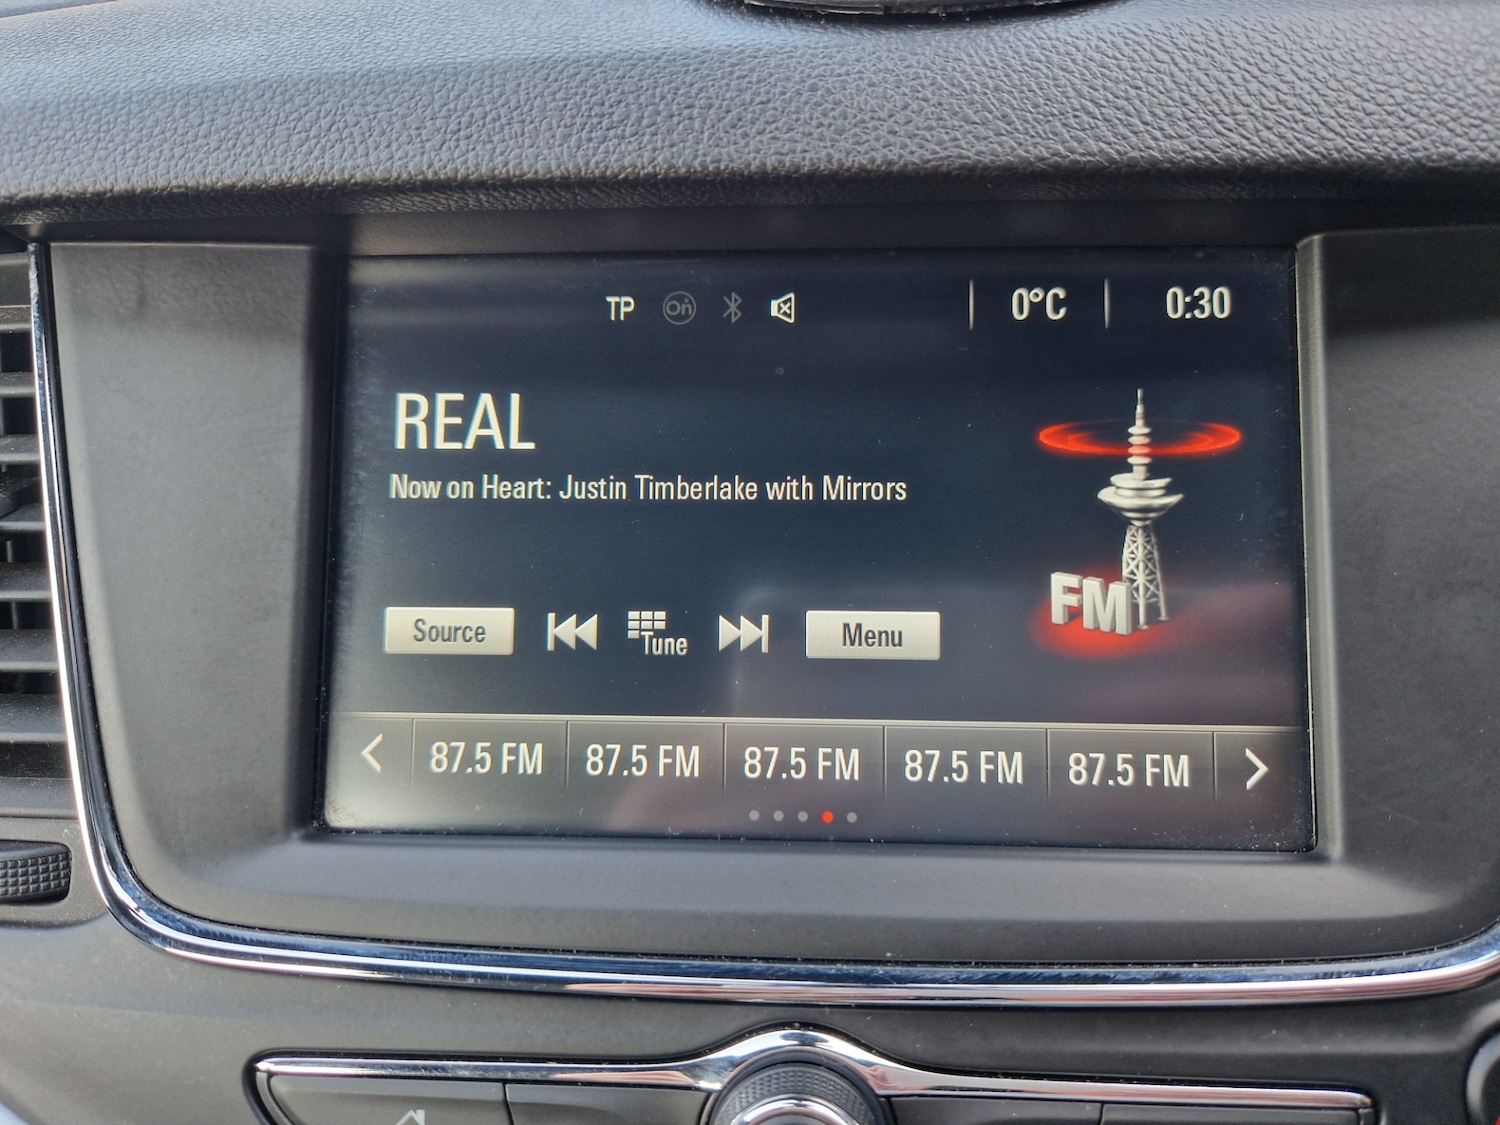 TP On 0°C 0:30
REAL
Now on Heart: Justin Timberlake with Mirrors
FM
Source Tune Menu
87.5 FM 87.5 FM 87.5 FM 87.5 FM 87.5 FM